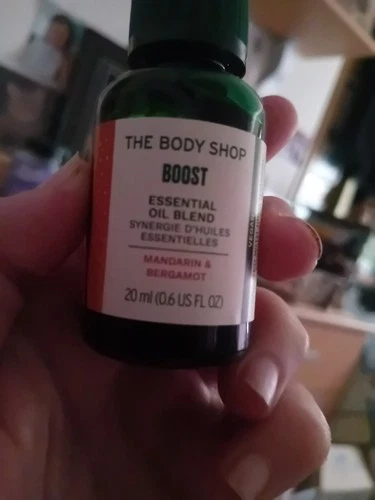 THE BODY SHOP
BOOST
ESSENTIAL
OIL BLEND
SYNERGIE D'HUILES
ESSENTIELLES
MANDARIN &
BERGAMOT
20 ml (0.6 US FL OZ)